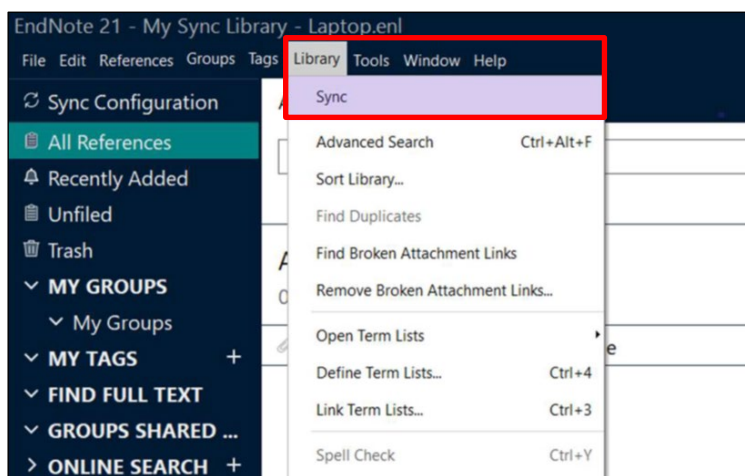 EndNote 21 - My Sync Library - Laptop.enl
File Edit References Groups Tags Library Tools Window Help
Sync Configuration
All References
Recently Added
Unfiled
Trash
MY GROUPS
My Groups
MY TAGS +
FIND FULL TEXT
GROUPS SHARED ...
ONLINE SEARCH +
Sync
Advanced Search Ctrl+Alt+F
Sort Library...
Find Duplicates
Find Broken Attachment Links
Remove Broken Attachment Links...
Open Term Lists
Define Term Lists... Ctrl+4
Link Term Lists... Ctrl+3
Spell Check Ctrl+Y